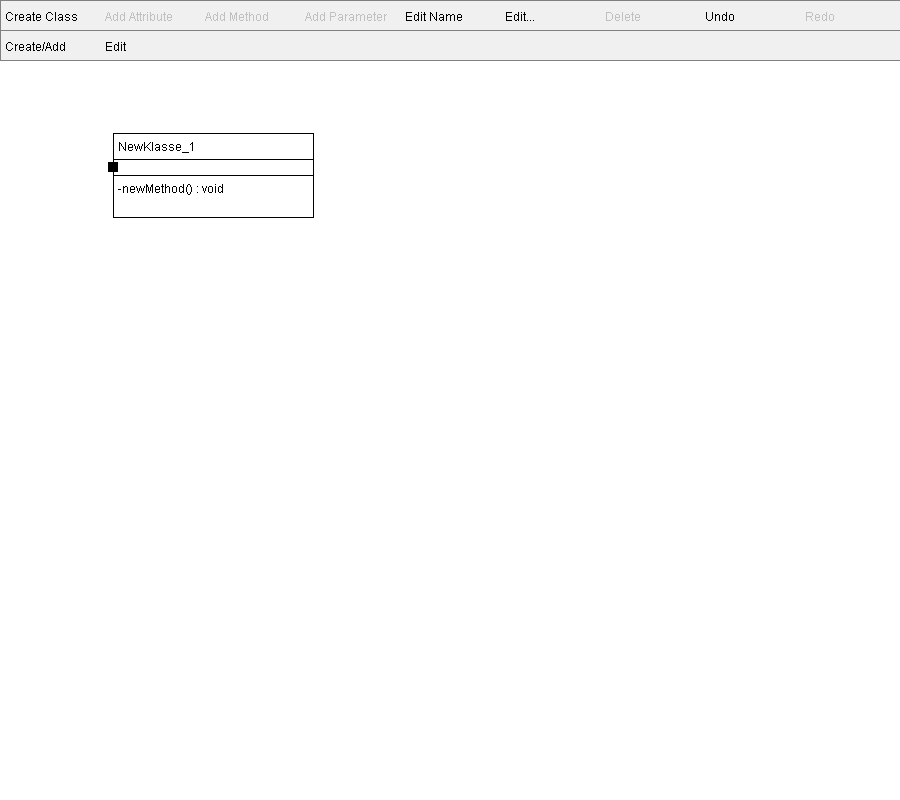 Create Class Add Attribute Add Method Add Parameter Edit Name Edit... Delete Undo Redo
Create/Add Edit
NewKlasse_1
-newMethod() : void